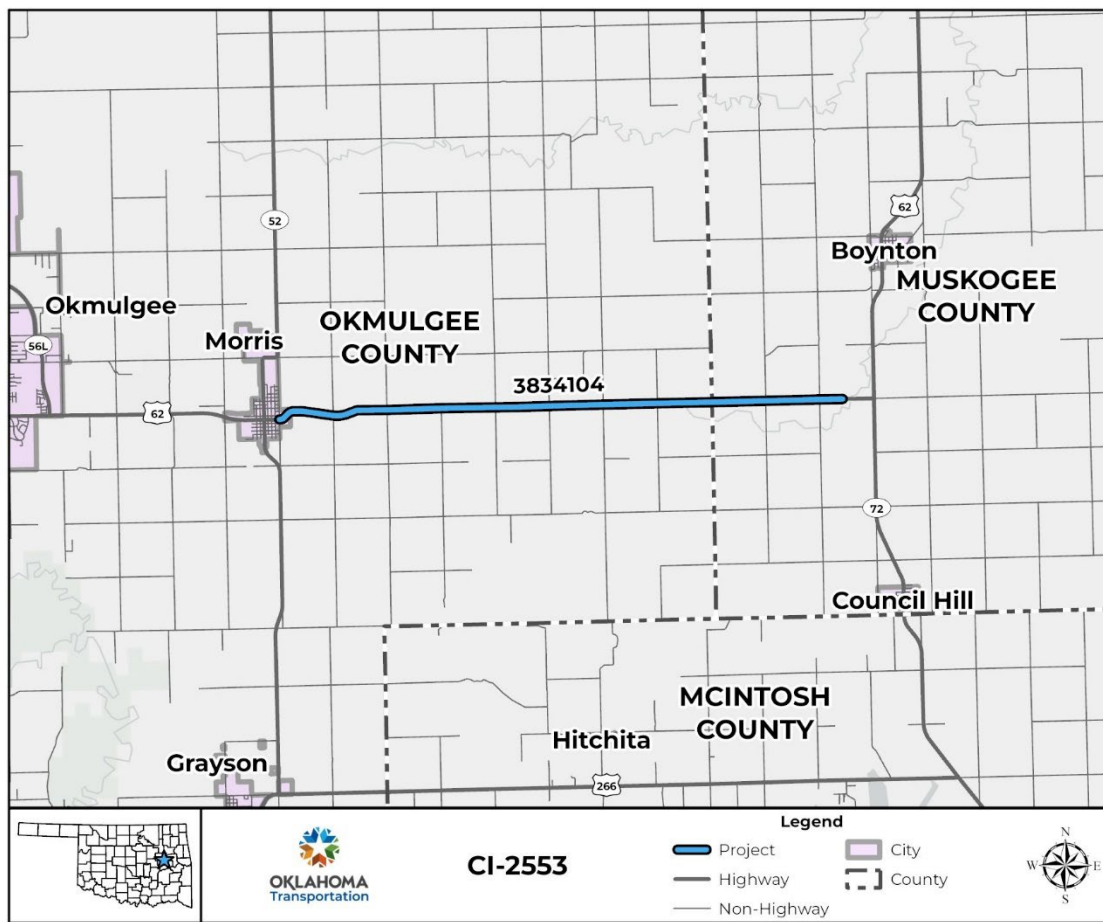 52
62
Boynton
MUSKOGEE
COUNTY
Okmulgee
OKMULGEE
COUNTY
Morris
56L
3834104
62
72
Council Hill
MCINTOSH
COUNTY
Hitchita
Grayson
266
OKLAHOMA
Transportation
CI-2553
Legend
Project
City
Highway
County
Non-Highway
N
W
E
S